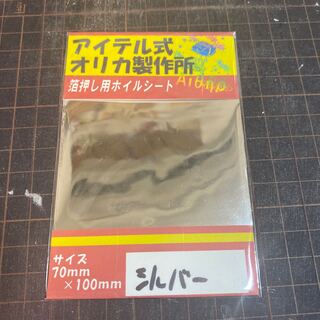 アイテル式
オリカ製作所
箔押し用ホイルシート
サイズ
70mm
×100mm
シルバー